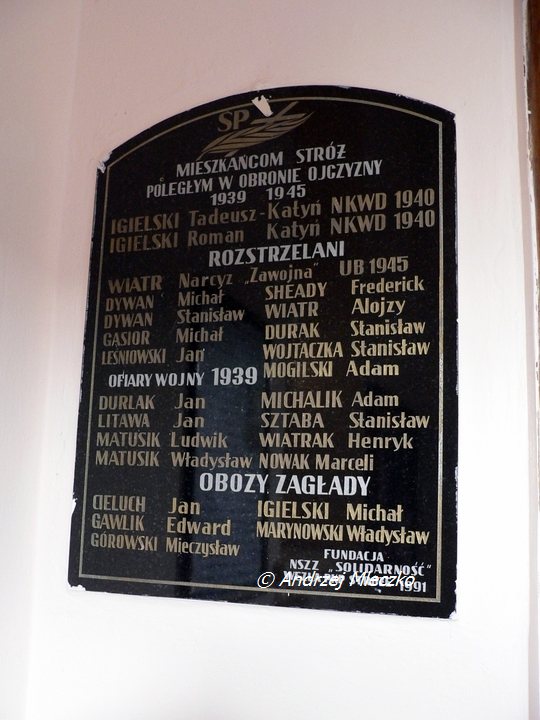 SP
MIESZKAŃCOM STRÓŻ
POLEGŁYM W OBRONIE OJCZYZNY
1939 1945
IGIELSKI Tadeusz - Katyń NKWD 1940
IGIELSKI Roman Katyń NKWD 1940
ROZSTRZELANI
WIATR Narcyz „Zawojna” UB 1945
DYWAN Michał SHEADY Frederick
DYWAN Stanisław WIATR Alojzy
GĄSIOR Michał DURAK Stanisław
LEŚNIOWSKI Jan WOJTACZKA Stanisław
MOGILSKI Adam
OFIARY WOJNY 1939
DURLAK Jan MICHALIK Adam
LITAWA Jan SZTABA Stanisław
MATUSIK Ludwik WIATRAK Henryk
MATUSIK Władysław NOWAK Marceli
OBOZY ZAGŁADY
CIELUCH Jan IGIELSKI Michał
GAWLIK Edward MARYNOWSKI Władysław
GÓROWSKI Mieczysław
FUNDACJA
NSZZ „SOLIDARNOŚĆ”
1991
© Andrzej Mleczko